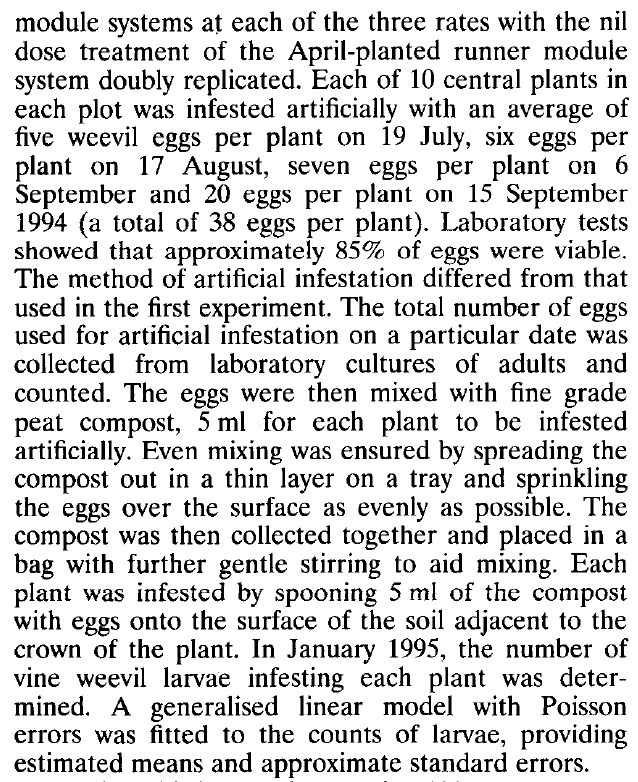 module systems at each of the three rates with the nil
dose treatment of the April-planted runner module
system doubly replicated. Each of 10 central plants in
each plot was infested artificially with an average of
five weevil eggs per plant on 19 July, six eggs per
plant on 17 August, seven eggs per plant on 6
September and 20 eggs per plant on 15 September
1994 (a total of 38 eggs per plant). Laboratory tests
showed that approximately 85% of eggs were viable.
The method of artificial infestation differed from that
used in the first experiment. The total number of eggs
used for artificial infestation on a particular date was
collected from laboratory cultures of adults and
counted. The eggs were then mixed with fine grade
peat compost, 5 ml for each plant to be infested
artificially. Even mixing was ensured by spreading the
compost out in a thin layer on a tray and sprinkling
the eggs over the surface as evenly as possible. The
compost was then collected together and placed in a
bag with further gentle stirring to aid mixing. Each
plant was infested by spooning 5 ml of the compost
with eggs onto the surface of the soil adjacent to the
crown of the plant. In January 1995, the number of
vine weevil larvae infesting each plant was deter-
mined. A generalised linear model with Poisson
errors was fitted to the counts of larvae, providing
estimated means and approximate standard errors.